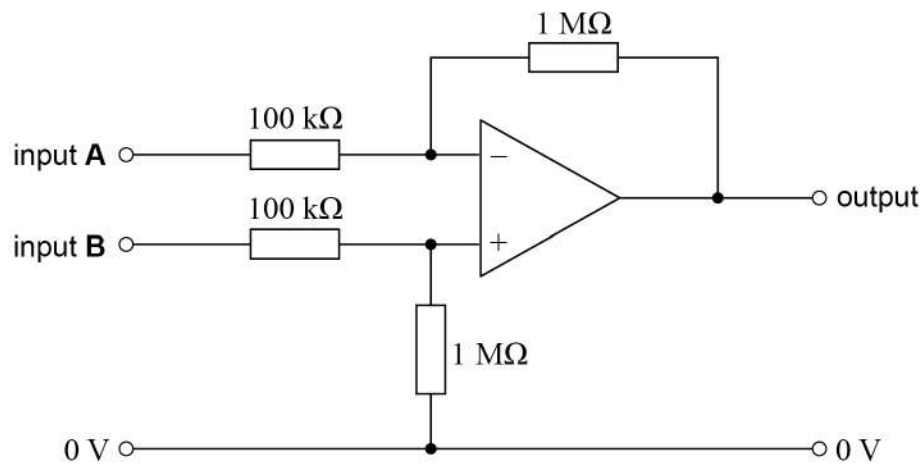 1 MΩ
100 kΩ
input A
−
100 kΩ
output
input B
+
1 MΩ
0 V
0 V